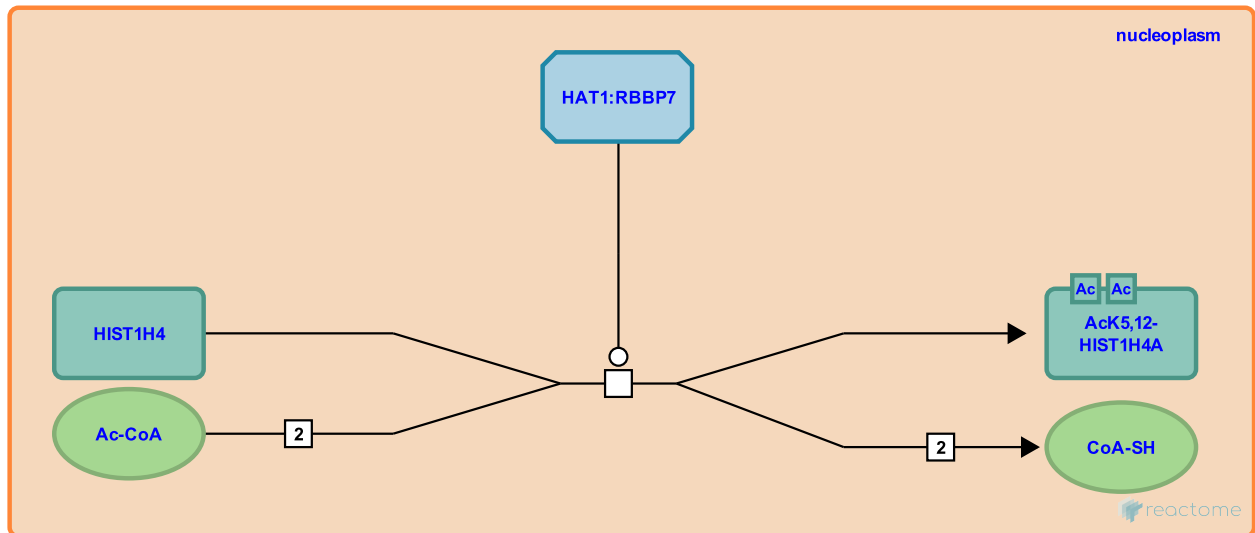 nucleoplasm
HAT1:RBBP7
HIST1H4
Ac-CoA
2
Ac Ac
AcK5,12-
HIST1H4A
2
CoA-SH
reactome